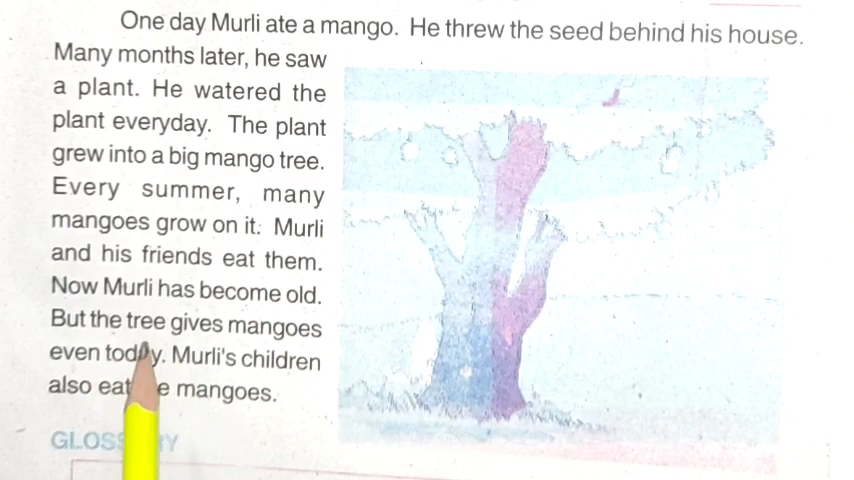 One day Murli ate a mango. He threw the seed behind his house.
Many months later, he saw
a plant. He watered the
plant everyday. The plant
grew into a big mango tree.
Every summer, many
mangoes grow on it. Murli
and his friends eat them.
Now Murli has become old.
But the tree gives mangoes
even today. Murli's children
also eat mangoes.
GLOSSARY